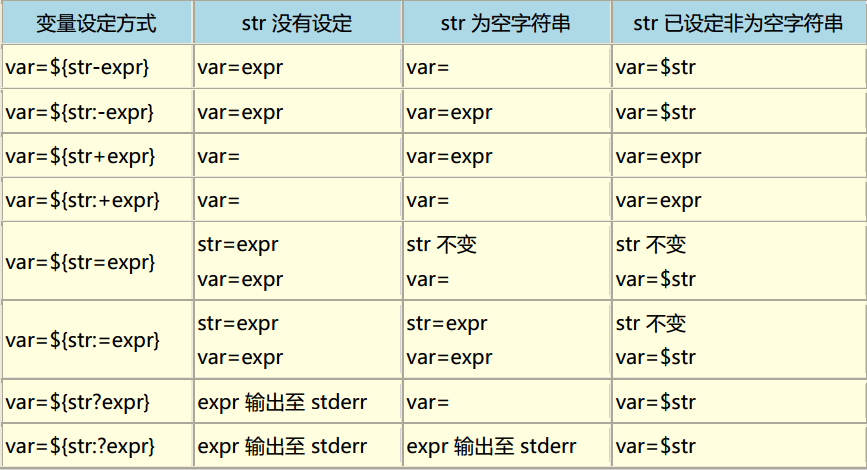 变量设定方式 str 没有设定 str 为空字符串 str 已设定非为空字符串
var=${str-expr} var=expr var= var=$str
var=${str:-expr} var=expr var=expr var=$str
var=${str+expr} var= var=expr var=expr
var=${str:+expr} var= var= var=expr
var=${str=expr} str=expr str 不变 str 不变
var=expr var= var=$str
var=${str:=expr} str=expr str=expr str 不变
var=expr var=expr var=$str
var=${str?expr} expr 输出至 stderr var= var=$str
var=${str:?expr} expr 输出至 stderr expr 输出至 stderr var=$str